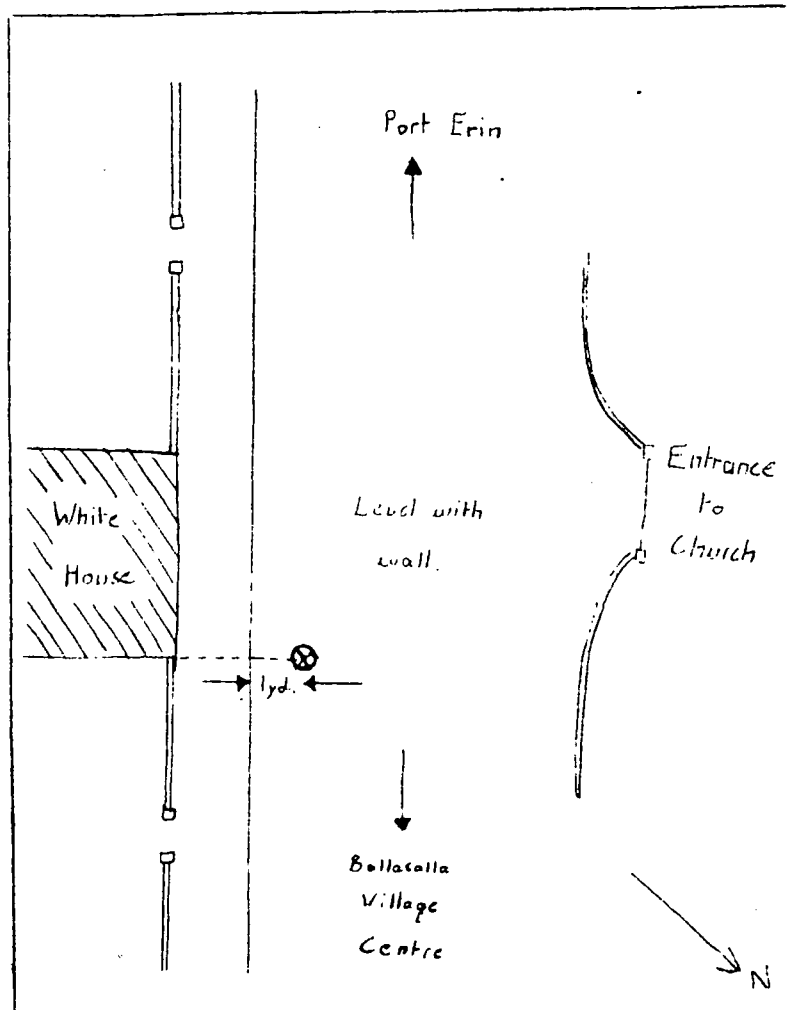 Port Erin
White
House
Level with
wall.
Entrance
to
Church
1yd.
Ballasalla
Village
Centre
N